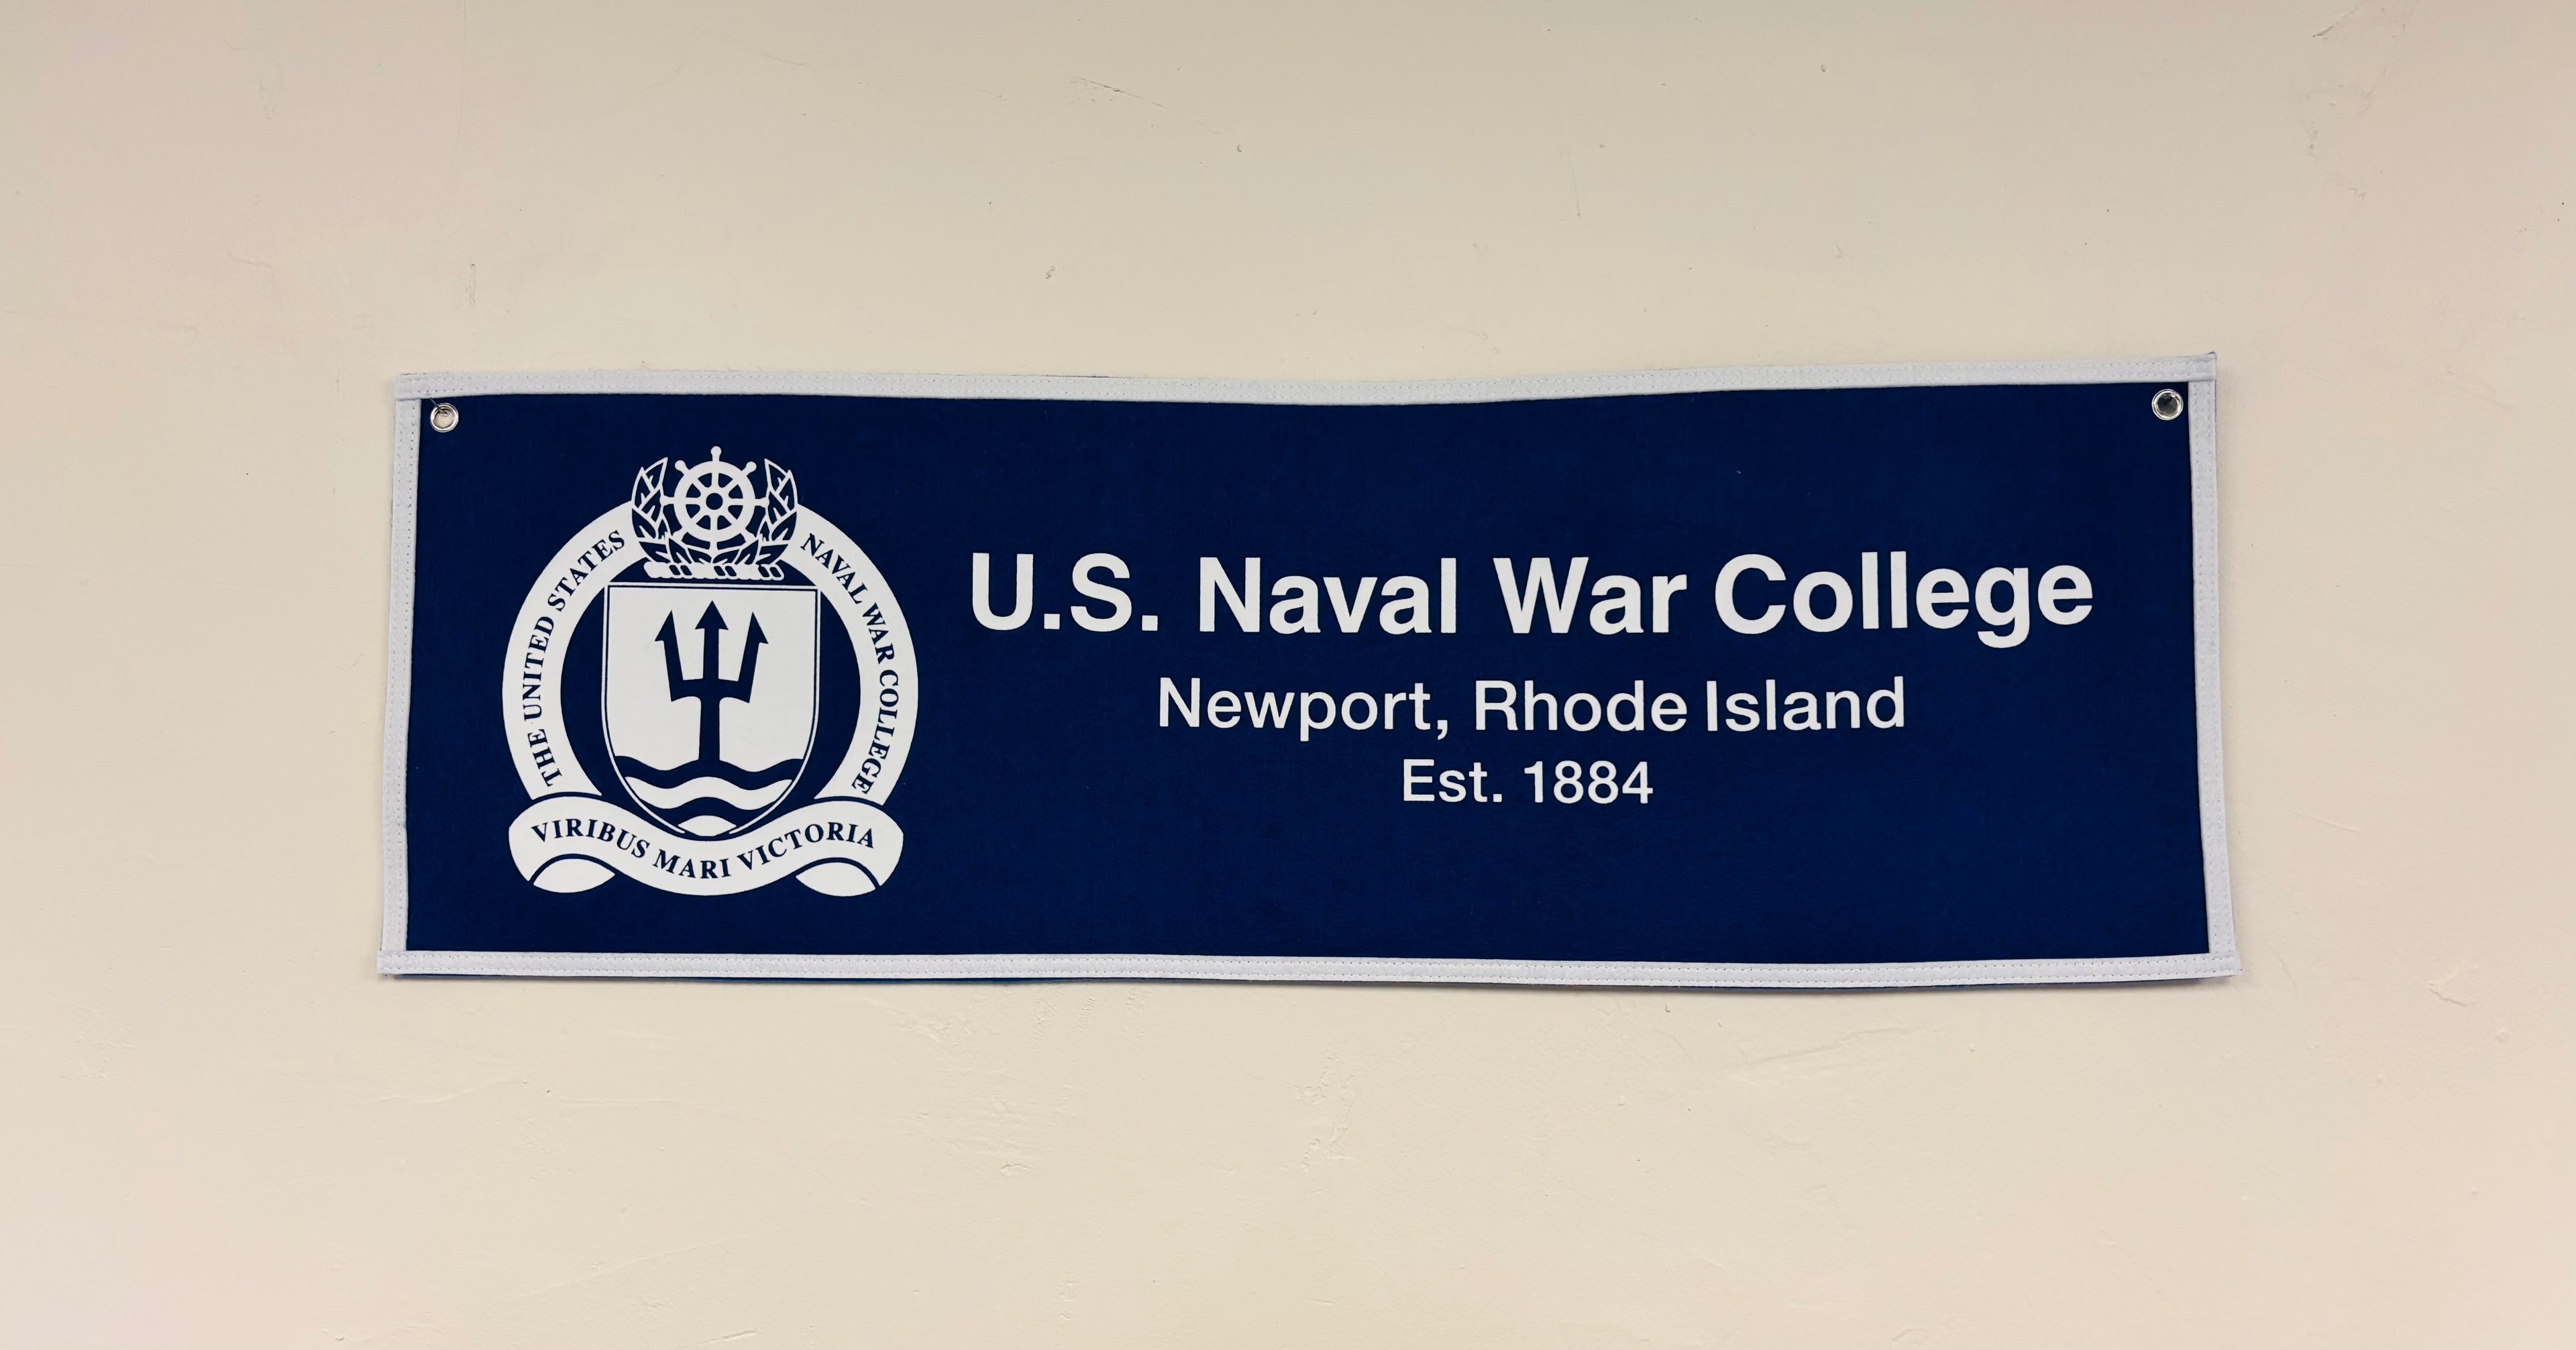 THE UNITED STATES NAVAL WAR COLLEGE
VIRIBUS MARI VICTORIA
U.S. Naval War College
Newport, Rhode Island
Est. 1884